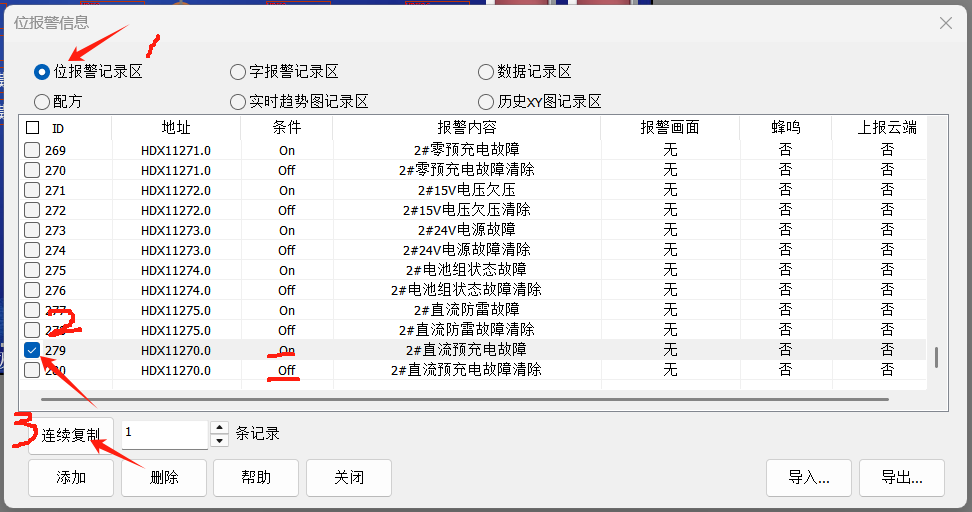 位报警信息
1
位报警记录区 字报警记录区 数据记录区
配方 实时趋势图记录区 历史XY图记录区
ID 地址 条件 报警内容 报警画面 蜂鸣 上报云端
269 HDX11271.0 On 2#零预充电故障 无 否 否
270 HDX11271.0 Off 2#零预充电故障清除 无 否 否
271 HDX11272.0 On 2#15V电压欠压 无 否 否
272 HDX11272.0 Off 2#15V电压欠压清除 无 否 否
273 HDX11273.0 On 2#24V电源故障 无 否 否
274 HDX11273.0 Off 2#24V电源故障清除 无 否 否
275 HDX11274.0 On 2#电池组状态故障 无 否 否
276 HDX11274.0 Off 2#电池组状态故障清除 无 否 否
277 HDX11275.0 On 2#直流防雷故障 无 否 否
2
278 HDX11275.0 Off 2#直流防雷故障清除 无 否 否
279 HDX11270.0 On 2#直流预充电故障 无 否 否
280 HDX11270.0 Off 2#直流预充电故障清除 无 否 否
3
连续复制 1 条记录
添加 删除 帮助 关闭 导入... 导出...